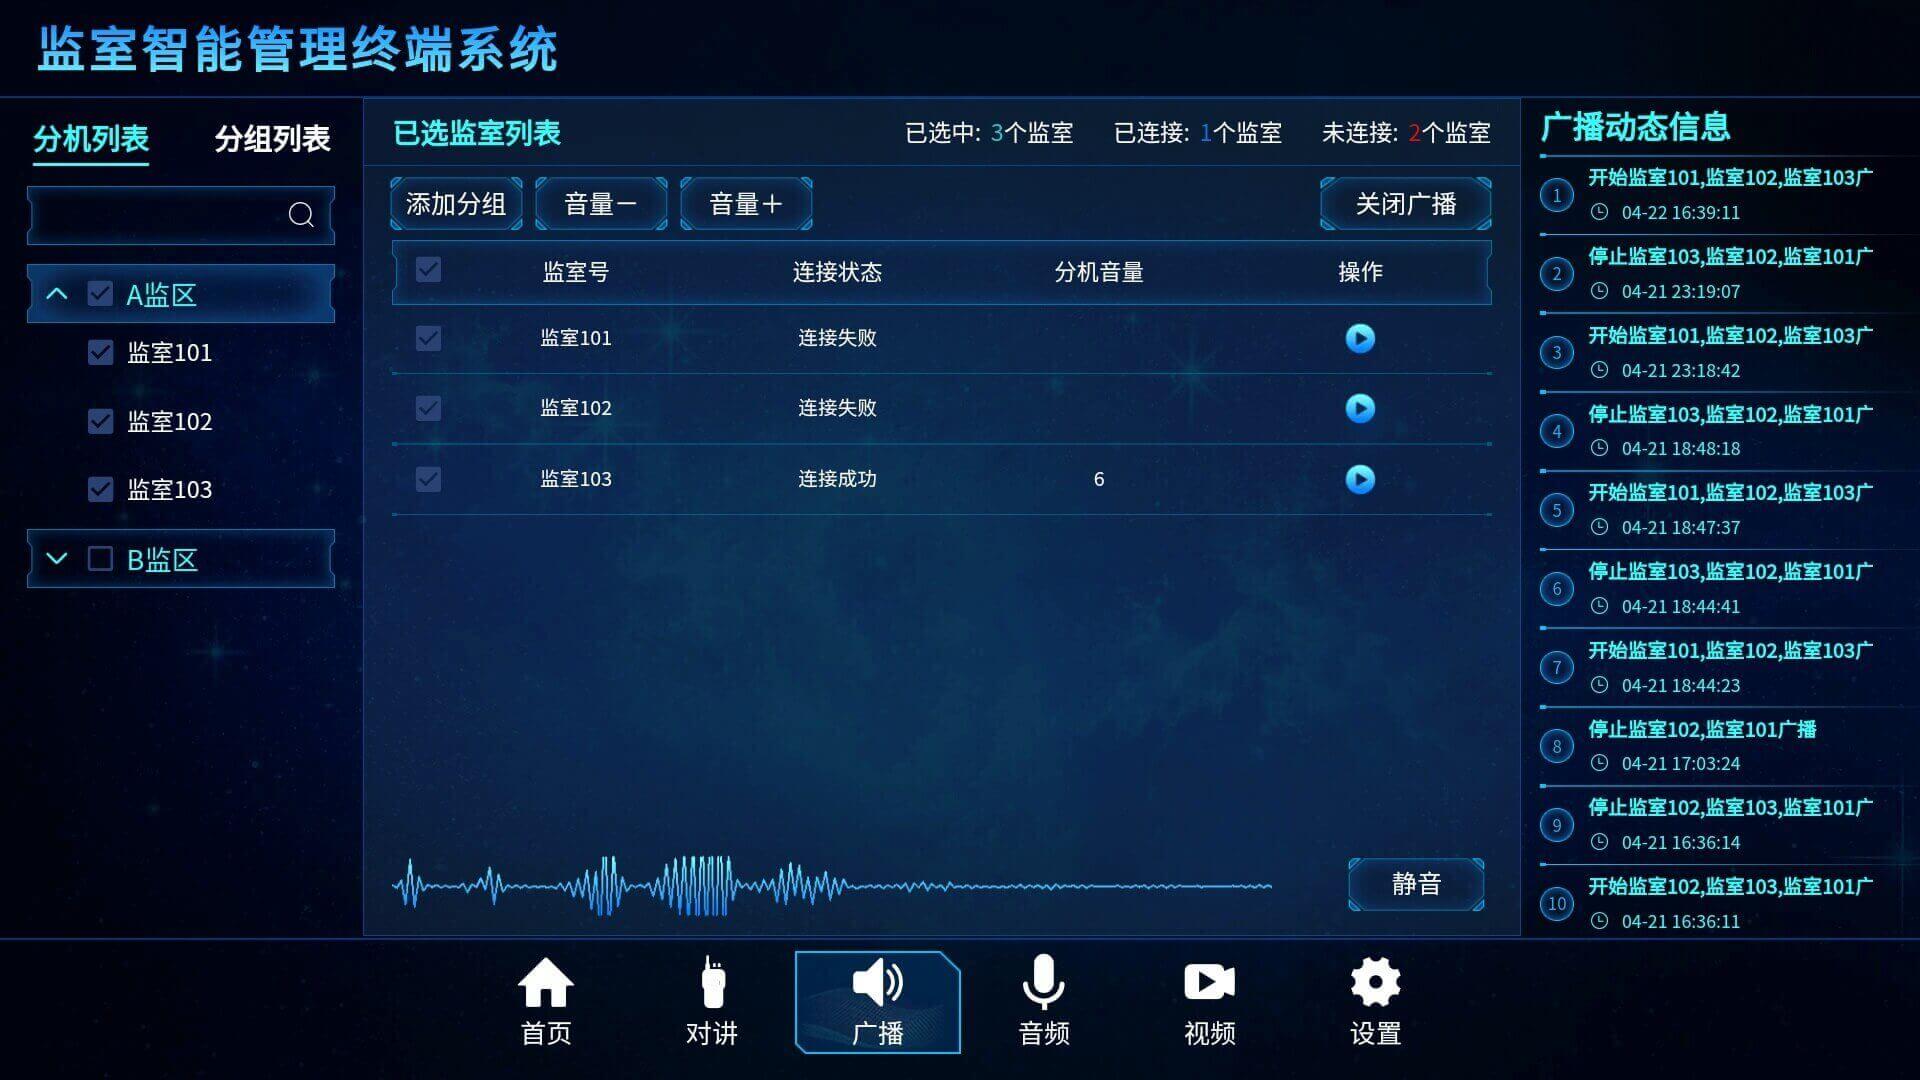 监室智能管理终端系统
分机列表 分组列表
A监区
监室101
监室102
监室103
B监区
已选监室列表 已选中: 3个监室 已连接: 1个监室 未连接: 2个监室
添加分组 音量－ 音量＋ 关闭广播
监室号 连接状态 分机音量 操作
监室101 连接失败
监室102 连接失败
监室103 连接成功 6
静音
广播动态信息
1 开始监室101,监室102,监室103广
04-22 16:39:11
2 停止监室103,监室102,监室101广
04-21 23:19:07
3 开始监室101,监室102,监室103广
04-21 23:18:42
4 停止监室103,监室102,监室101广
04-21 18:48:18
5 开始监室101,监室102,监室103广
04-21 18:47:37
6 停止监室103,监室102,监室101广
04-21 18:44:41
7 开始监室101,监室102,监室103广
04-21 18:44:23
8 停止监室102,监室101广播
04-21 17:03:24
9 停止监室102,监室103,监室101广
04-21 16:36:14
10 开始监室102,监室103,监室101广
04-21 16:36:11
首页 对讲 广播 音频 视频 设置